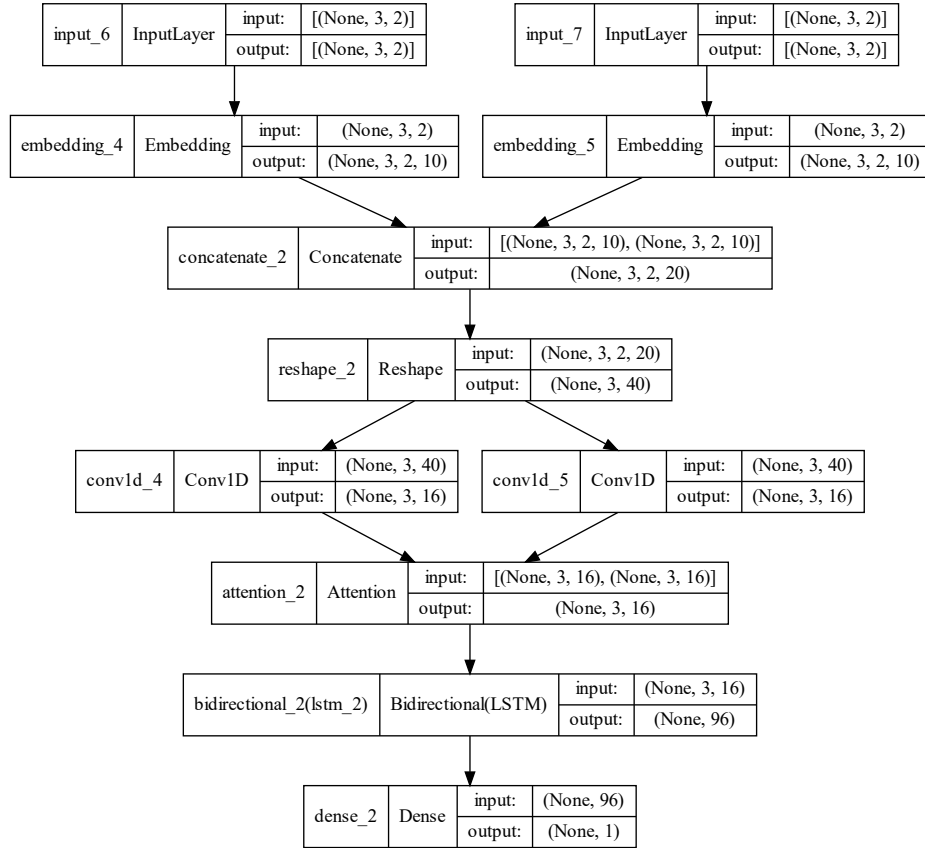 input_6 InputLayer input: [(None, 3, 2)]
output: [(None, 3, 2)]
input_7 InputLayer input: [(None, 3, 2)]
output: [(None, 3, 2)]
embedding_4 Embedding input: (None, 3, 2)
output: (None, 3, 2, 10)
embedding_5 Embedding input: (None, 3, 2)
output: (None, 3, 2, 10)
concatenate_2 Concatenate input: [(None, 3, 2, 10), (None, 3, 2, 10)]
output: (None, 3, 2, 20)
reshape_2 Reshape input: (None, 3, 2, 20)
output: (None, 3, 40)
conv1d_4 Conv1D input: (None, 3, 40)
output: (None, 3, 16)
conv1d_5 Conv1D input: (None, 3, 40)
output: (None, 3, 16)
attention_2 Attention input: [(None, 3, 16), (None, 3, 16)]
output: (None, 3, 16)
bidirectional_2(lstm_2) Bidirectional(LSTM) input: (None, 3, 16)
output: (None, 96)
dense_2 Dense input: (None, 96)
output: (None, 1)